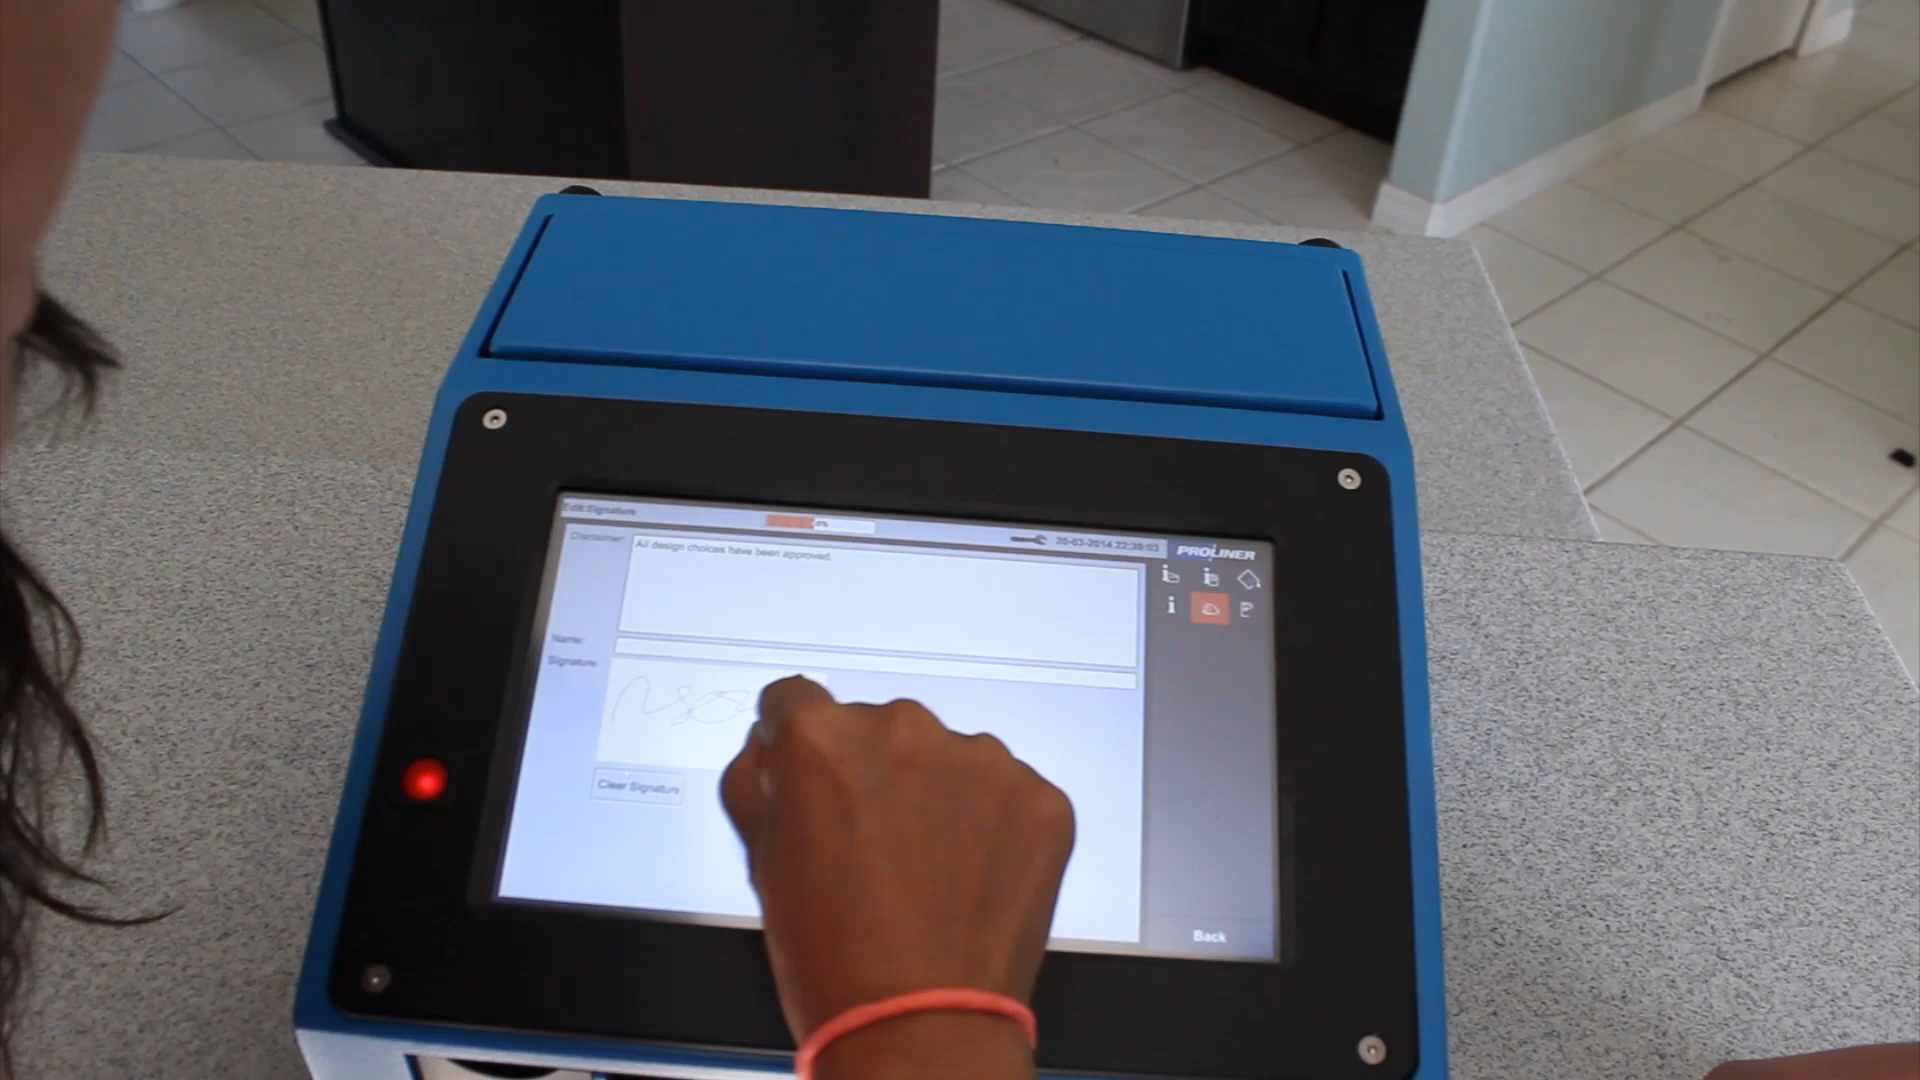 Edit:Signature
20-03-2014 22:39:03
PROLINER
Disclaimer:
All design choices have been approved.
Name:
Signature:
Clear Signature
Back